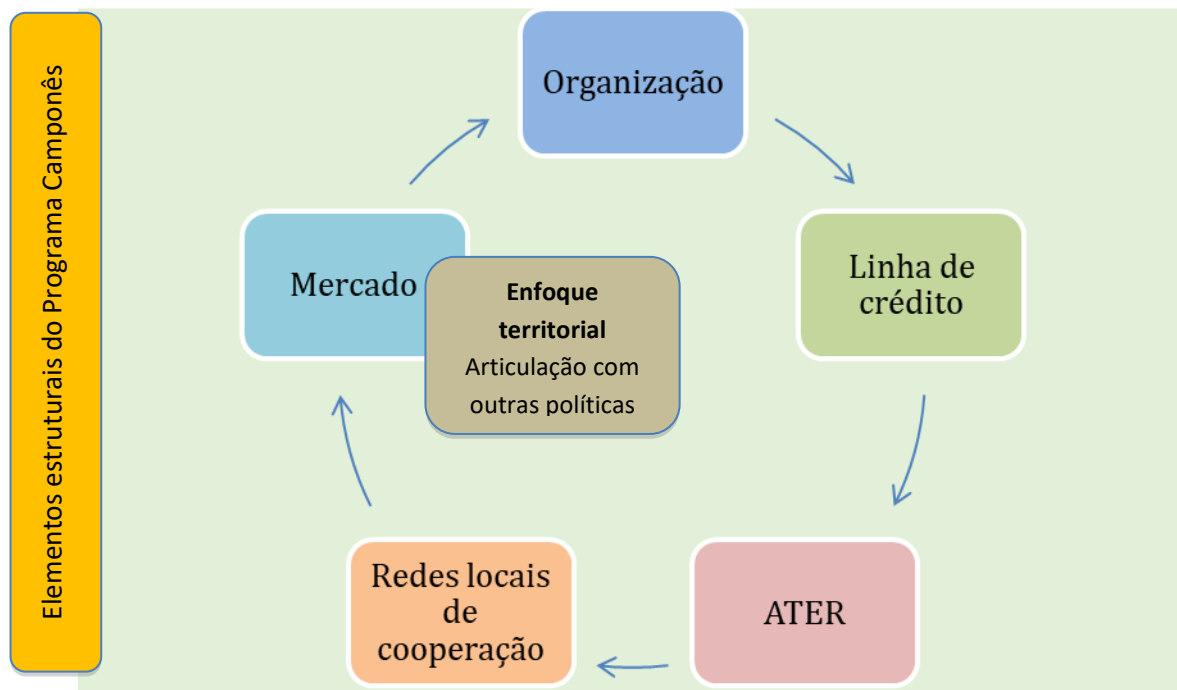 Elementos estruturais do Programa Camponês
Organização
Linha de
crédito
ATER
Redes locais
de
cooperação
Mercado
Enfoque
territorial
Articulação com
outras políticas